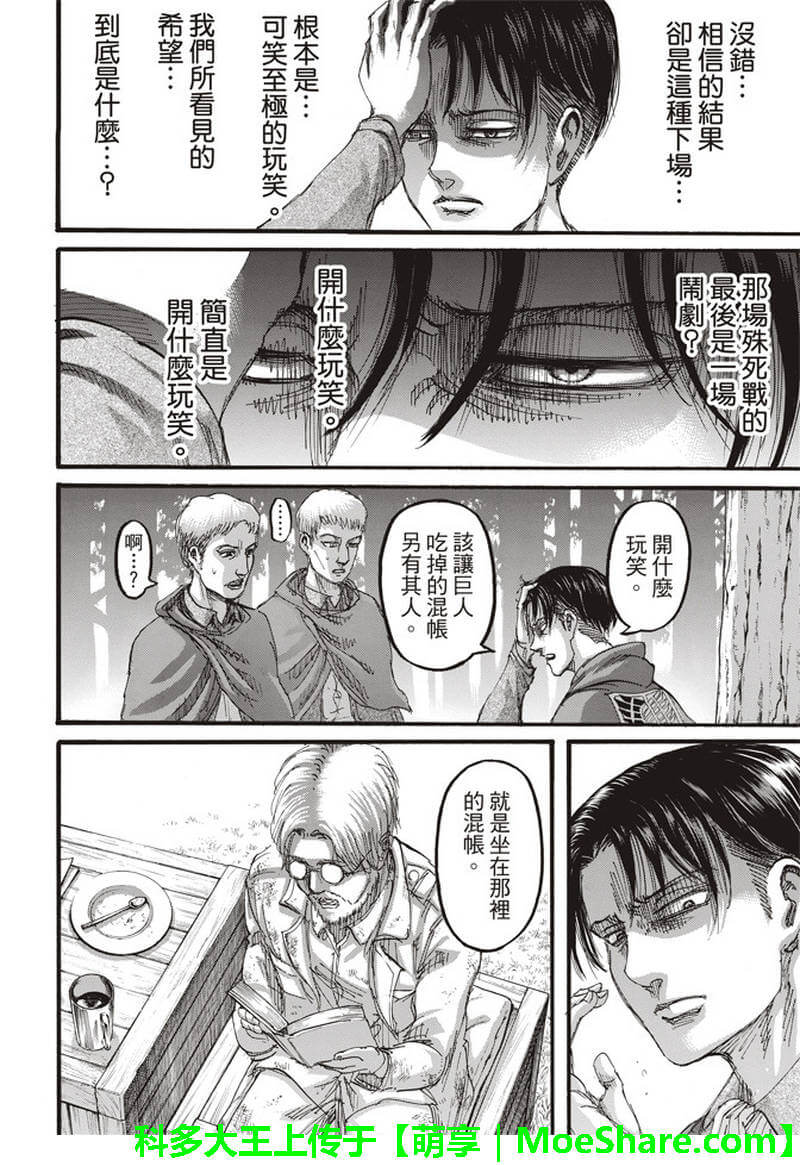 沒錯…
相信的結果
卻是這種下場…
根本是…
可笑至極的玩笑。
我們所看見的
希望…
到底是什麼…？
那場殊死戰的
最後是一場
鬧劇？
開什麼玩笑。
簡直是
開什麼玩笑。
開什麼
玩笑。
該讓巨人
吃掉的混帳
另有其人。
……
啊…？
就是坐在那裡
的混帳。
科多大王上传于【萌享/MoeShare.com】